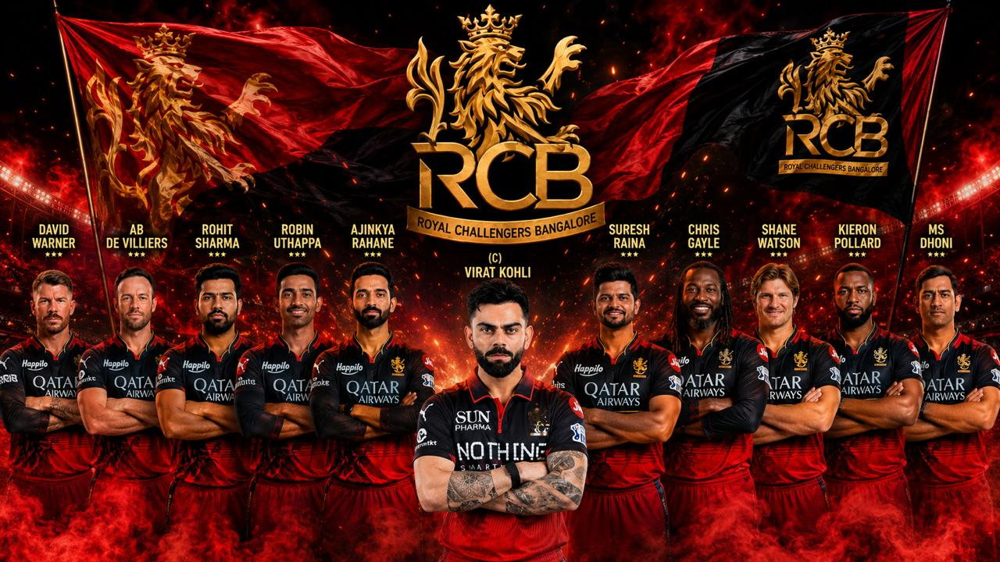 RCB
ROYAL CHALLENGERS BANGALORE
RCB
ROYAL CHALLENGERS BANGALORE
DAVID
WARNER
AB
DE VILLIERS
ROHIT
SHARMA
ROBIN
UTHAPPA
AJINKYA
RAHANE
(C)
VIRAT KOHLI
SURESH
RAINA
CHRIS
GAYLE
SHANE
WATSON
KIERON
POLLARD
MS
DHONI
Happilo
QATAR
AIRWAYS
Happilo
QATAR
AIRWAYS
Happilo
QATAR
AIRWAYS
Happilo
QATAR
AIRWAYS
Happilo
QATAR
AIRWAYS
SUN
PHARMA
NOTHING
Happilo
QATAR
AIRWAYS
QATAR
AIRWAYS
QATAR
AIRWAYS
QATAR
AIRWAYS
QATAR
AIRWAYS